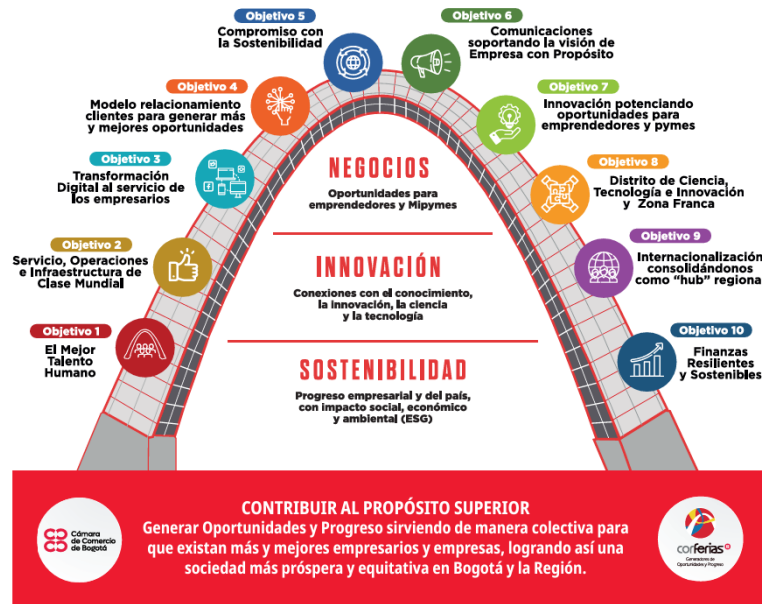 Objetivo 5
Compromiso con
la Sostenibilidad
Objetivo 6
Comunicaciones
soportando la visión de
Empresa con Propósito
Objetivo 4
Modelo relacionamiento
clientes para generar más
y mejores oportunidades
Objetivo 7
Innovación potenciando
oportunidades para
emprendedores y pymes
Objetivo 3
Transformación
Digital al servicio de
los empresarios
Objetivo 8
Distrito de Ciencia,
Tecnología e Innovación
y Zona Franca
Objetivo 2
Servicio, Operaciones
e Infraestructura de
Clase Mundial
Objetivo 9
Internacionalización
consolidándonos
como "hub" regional
Objetivo 1
El Mejor
Talento
Humano
Objetivo 10
Finanzas
Resilientes
y Sostenibles
NEGOCIOS
Oportunidades para
emprendedores y Mipymes
INNOVACIÓN
Conexiones con el conocimiento,
la innovación, la ciencia
y la tecnología
SOSTENIBILIDAD
Progreso empresarial y del país,
con impacto social, económico
y ambiental (ESG)
Cámara
de Comercio
de Bogotá
CONTRIBUIR AL PROPÓSITO SUPERIOR
Generar Oportunidades y Progreso sirviendo de manera colectiva para
que existan más y mejores empresarios y empresas, logrando así una
sociedad más próspera y equitativa en Bogotá y la Región.
corferias
Generadores de
Oportunidades y Progreso